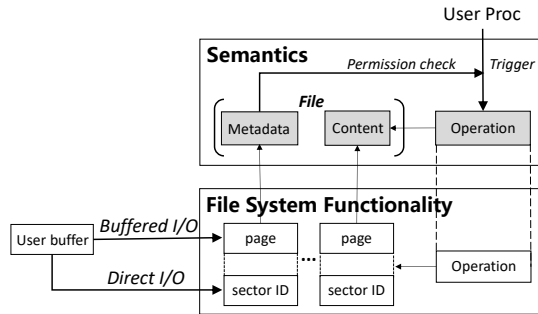 User Proc
Semantics
Permission check
Trigger
File
Metadata
Content
Operation
File System Functionality
Buffered I/O
User buffer
page
page
...
Operation
Direct I/O
sector ID
sector ID